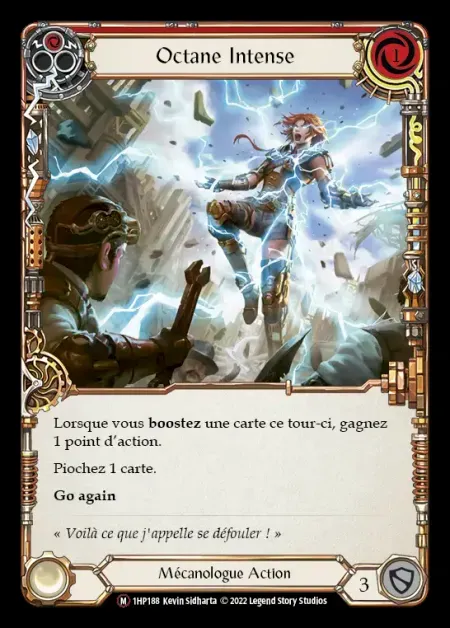 Octane Intense
1
Lorsque vous boostez une carte ce tour-ci, gagnez
1 point d'action.
Piochez 1 carte.
Go again
« Voilà ce que j'appelle se défouler ! »
Mécanologue Action
3
M 1HP188 Kevin Sidharta © 2022 Legend Story Studios